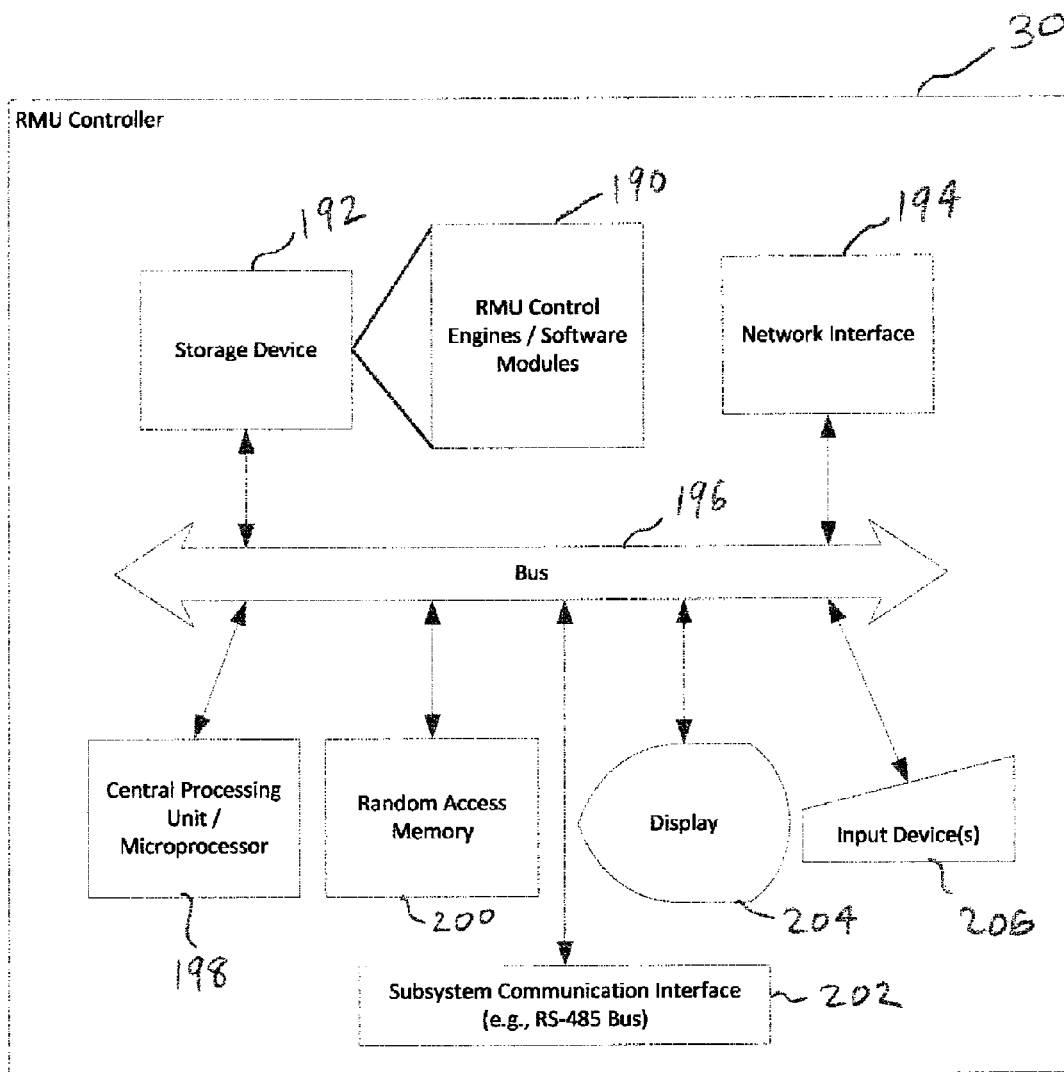 30
RMU Controller
192
190
194
Storage Device
RMU Control
Engines / Software
Modules
Network Interface
196
Bus
Central Processing
Unit /
Microprocessor
Random Access
Memory
Display
Input Device(s)
198
200
204
206
Subsystem Communication Interface
(e.g., RS-485 Bus)
202